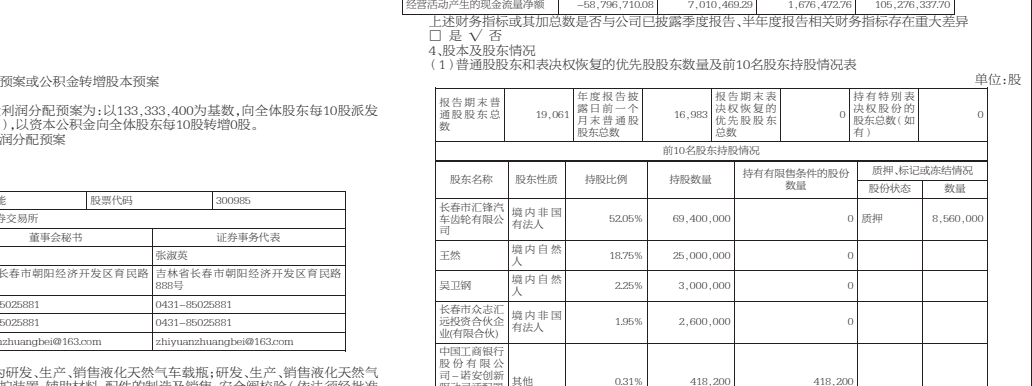 预案或公积金转增股本预案
利润分配预案为:以133,333,400为基数,向全体股东每10股派发
),以资本公积金向全体股东每10股转增0股。
润分配预案
能 股票代码 300985
券交易所
董事会秘书 证券事务代表
张淑英
长春市朝阳经济开发区育民路 吉林省长春市朝阳经济开发区育民路
888号
85025881 0431-85025881
85025881 0431-85025881
zhuangbei@163.com zhiyuanzhuangbei@163.com
研发、生产、销售液化天然气车载瓶;研发、生产、销
经营活动产生的现金流量净额 -58,796,710.08 7,010,469.29 1,676,472.76 105,276,337.70
上述财务指标或其加总数是否与公司已披露季度报告、半年度报告相关财务指标存在重大差异
□ 是 √ 否
4、股本及股东情况
(1)普通股股东和表决权恢复的优先股股东数量及前10名股东持股情况表
单位:股
报告期末普通股股东总数 19,061 年度报告披露日前一个月末普通股股东总数 16,983 报告期末表决权恢复的优先股股东总数 0 持有特别表决权股份的股东总数(如有) 0
前10名股东持股情况
股东名称 股东性质 持股比例 持股数量 持有有限售条件的股份数量 质押、标记或冻结情况
股份状态 数量
长春市汇锋汽车齿轮有限公司 境内非国有法人 52.05% 69,400,000 0 质押 8,560,000
王然 境内自然人 18.75% 25,000,000 0
吴卫钢 境内自然人 2.25% 3,000,000 0
长春市众志汇远投资合伙企业(有限合伙) 境内非国有法人 1.95% 2,600,000 0
中国工商银行股份有限公司-诺安创新 其他 0.31% 418,200 418,200